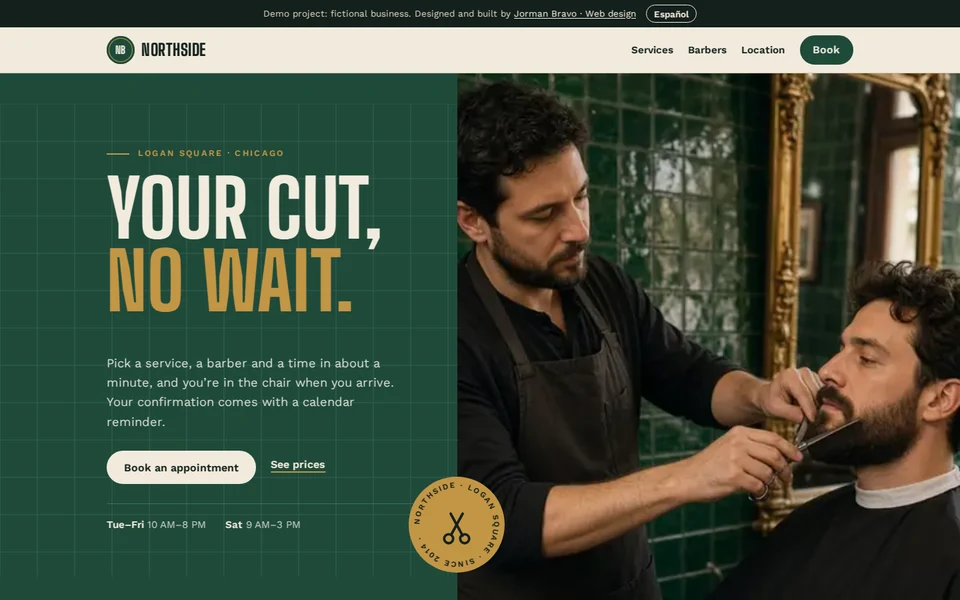 Demo project: fictional business. Designed and built by Jorman Bravo · Web design
Español
NB
NORTHSIDE
Services
Barbers
Location
Book
LOGAN SQUARE · CHICAGO
YOUR CUT,
NO WAIT.
Pick a service, a barber and a time in about a
minute, and you’re in the chair when you arrive.
Your confirmation comes with a calendar
reminder.
Book an appointment
See prices
Tue–Fri 10 AM–8 PM
Sat 9 AM–3 PM
NORTHSIDE · LOGAN SQUARE · SINCE 2014 ·